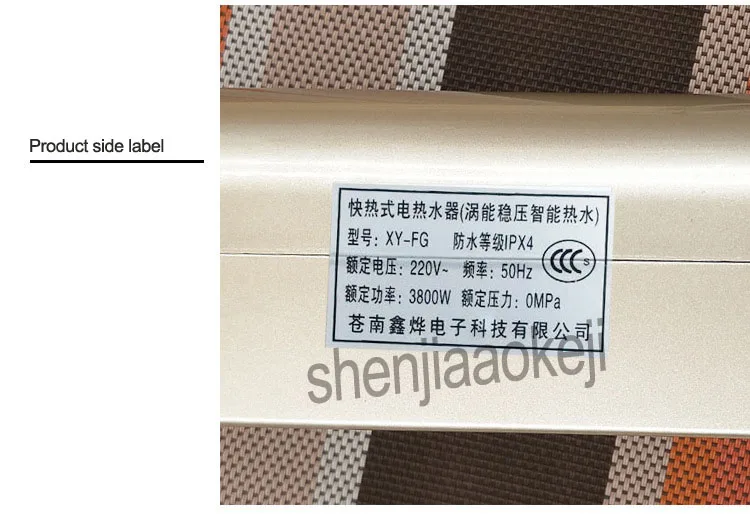 Product side label
快热式电热水器(涡能稳压智能热水)
型号：XY-FG 防水等级IPX4
CCC S
额定电压：220V~ 频率：50Hz
额定功率：3800W 额定压力：0MPa
苍南鑫烨电子科技有限公司
shenjiaaokeji